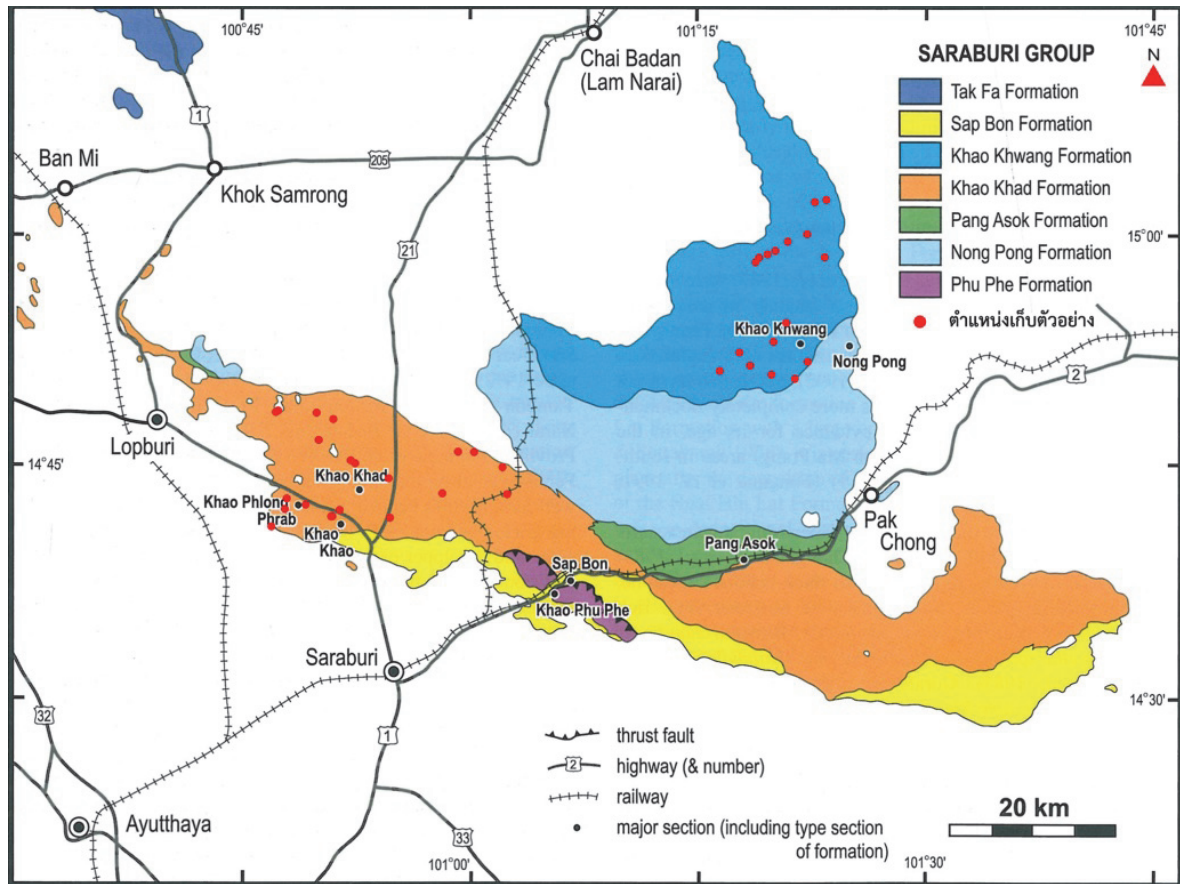 100°45'
101°15'
101°45'
Chai Badan
(Lam Narai)
SARABURI GROUP
N
Tak Fa Formation
Sap Bon Formation
Khao Khwang Formation
Khao Khad Formation
Pang Asok Formation
Nong Pong Formation
Phu Phe Formation
ตำแหน่งเก็บตัวอย่าง
1
Ban Mi
205
Khok Samrong
21
15°00'
Khao Khwang
Nong Pong
2
Lopburi
14°45'
Khao Khad
Khao Phlong
Phrab
Khao
Khao
Pak
Chong
Pang Asok
Sap Bon
Khao Phu Phe
Saraburi
14°30'
32
1
thrust fault
2
highway (& number)
railway
20 km
Ayutthaya
33
major section (including type section
of formation)
101°00'
101°30'